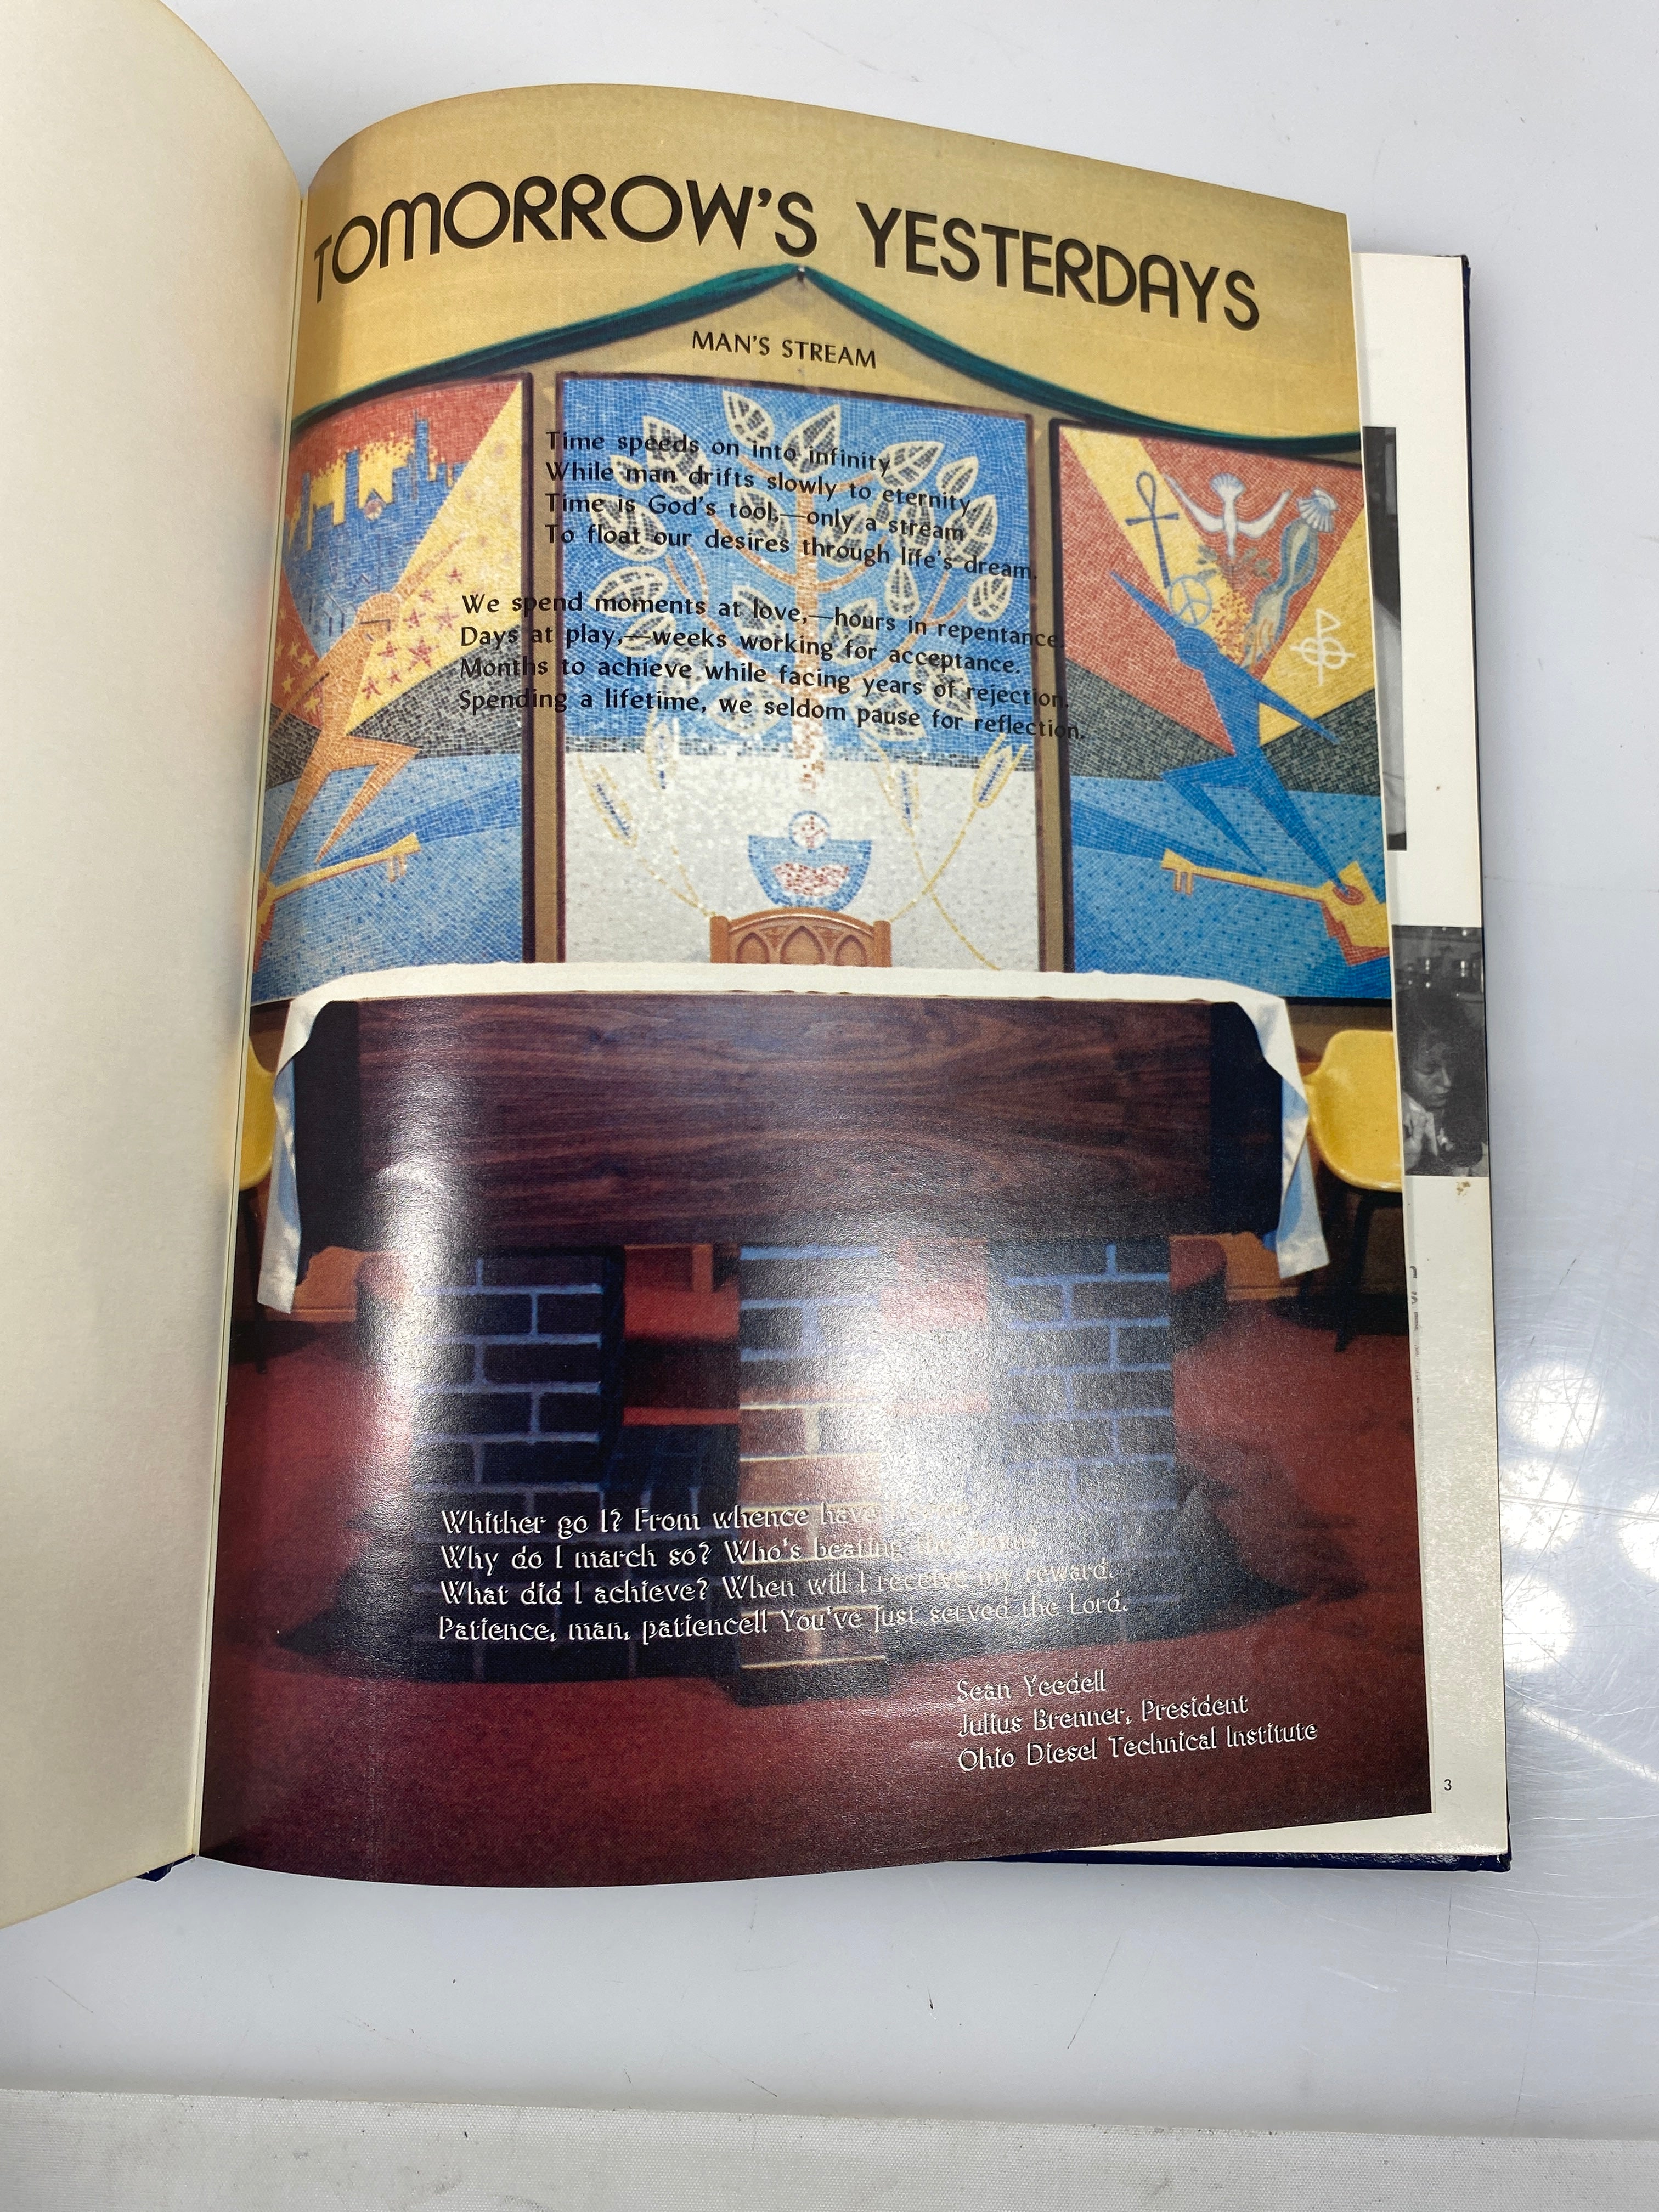 TOMORROW'S YESTERDAYS
MAN'S STREAM
Time speeds on into infinity
While man drifts slowly to eternity.
Time is God's tool,—only a stream
To float our desires through life's dream.
We spend moments at love,—hours in repentance.
Days at play,—weeks working for acceptance.
Months to achieve while facing years of rejection.
Spending a lifetime, we seldom pause for reflection.
Whither go I? From whence have
Why do I march so? Who's beating the
What did I achieve? When will I receive my reward.
Patience, man, patience!! You've just served the Lord.
Sean Yeedell
Julius Brenner, President
Ohio Diesel Technical Institute
3